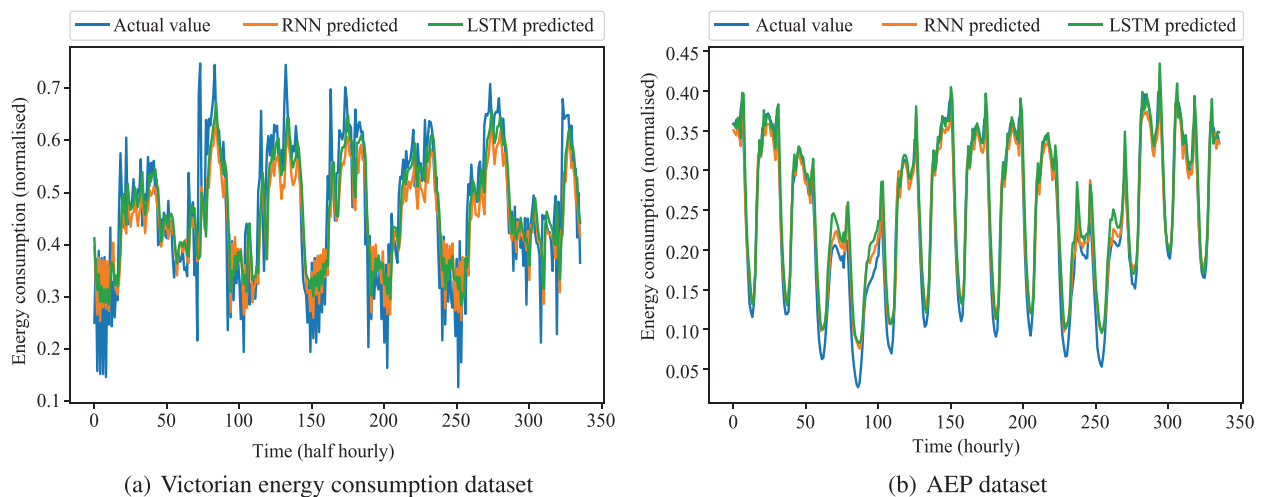 Actual value RNN predicted LSTM predicted
Energy consumption (normalised)
0.7
0.6
0.5
0.4
0.3
0.2
0.1
0 50 100 150 200 250 300 350
Time (half hourly)
(a) Victorian energy consumption dataset
Actual value RNN predicted LSTM predicted
Energy consumption (normalised)
0.45
0.40
0.35
0.30
0.25
0.20
0.15
0.10
0.05
0 50 100 150 200 250 300 350
Time (hourly)
(b) AEP dataset